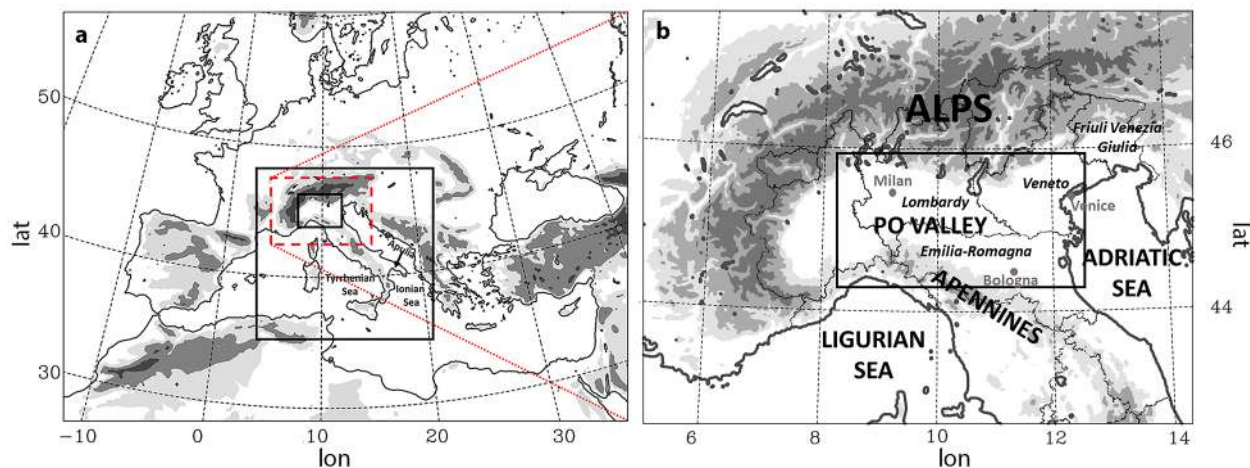 a
50
40
30
lat
Apulia
Tyrrhenian
Sea
Ionian
Sea
−10
0
10
20
30
lon
b
ALPS
Friuli Venezia
Giulia
46
Milan
Veneto
Lombardy
Venice
PO VALLEY
Emilia-Romagna
ADRIATIC
SEA
Bologna
APENNINES
44
lat
LIGURIAN
SEA
6
8
10
12
14
lon